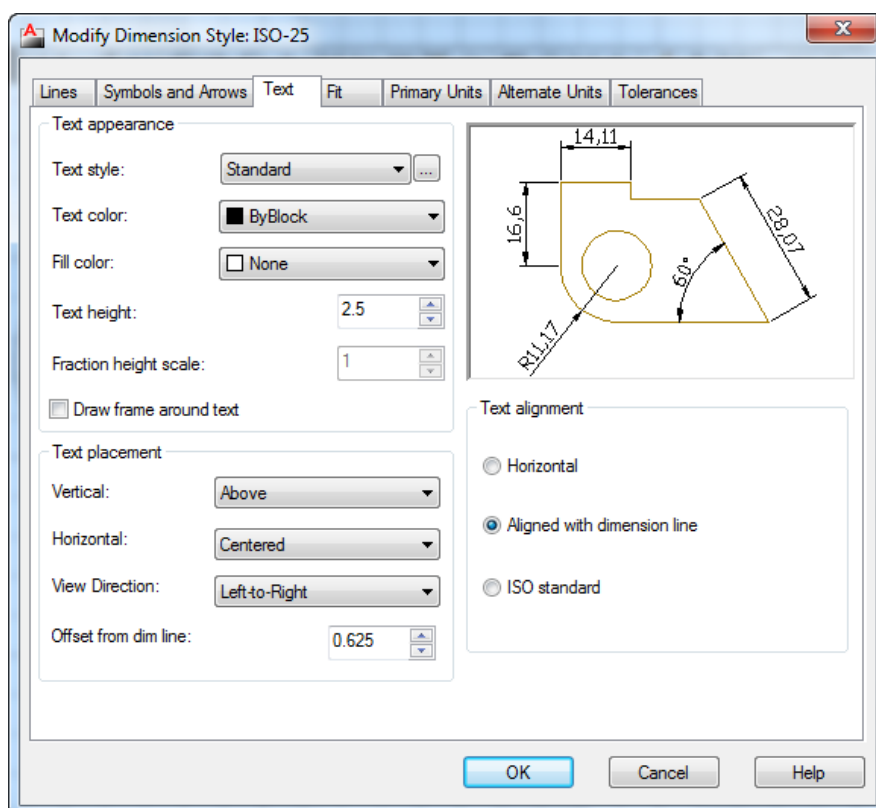 Modify Dimension Style: ISO-25
Lines Symbols and Arrows Text Fit Primary Units Alternate Units Tolerances
Text appearance
Text style: Standard ...
Text color: ByBlock
Fill color: None
Text height: 2.5
Fraction height scale: 1
Draw frame around text
Text placement
Vertical: Above
Horizontal: Centered
View Direction: Left-to-Right
Offset from dim line: 0.625
14,11
16,6
28,07
60°
R11,17
Text alignment
Horizontal
Aligned with dimension line
ISO standard
OK Cancel Help